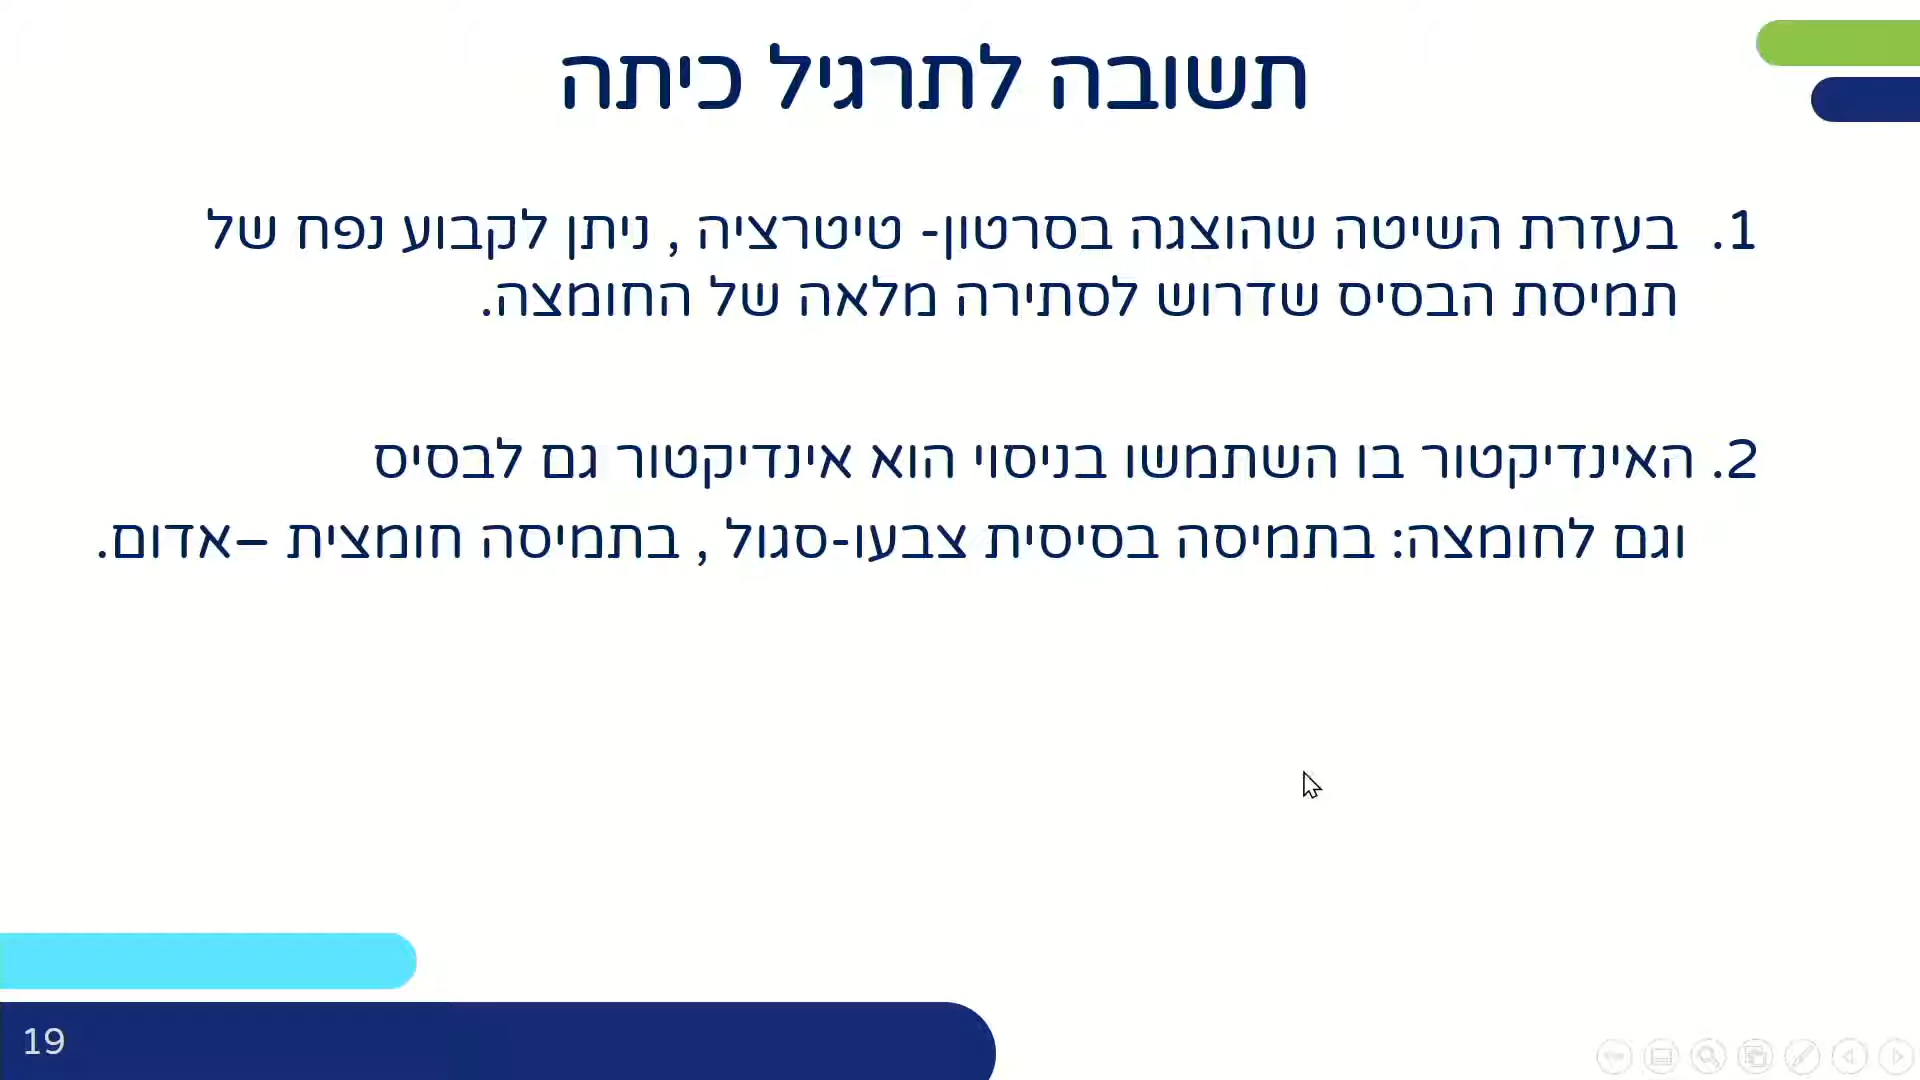 תשובה לתרגיל כיתה
1. בעזרת השיטה שהוצגה בסרטון- טיטרציה , ניתן לקבוע נפח של
תמיסת הבסיס שדרוש לסתירה מלאה של החומצה.
2. האינדיקטור בו השתמשו בניסוי הוא אינדיקטור גם לבסיס
וגם לחומצה: בתמיסה בסיסית צבעו-סגול , בתמיסה חומצית –אדום.
19